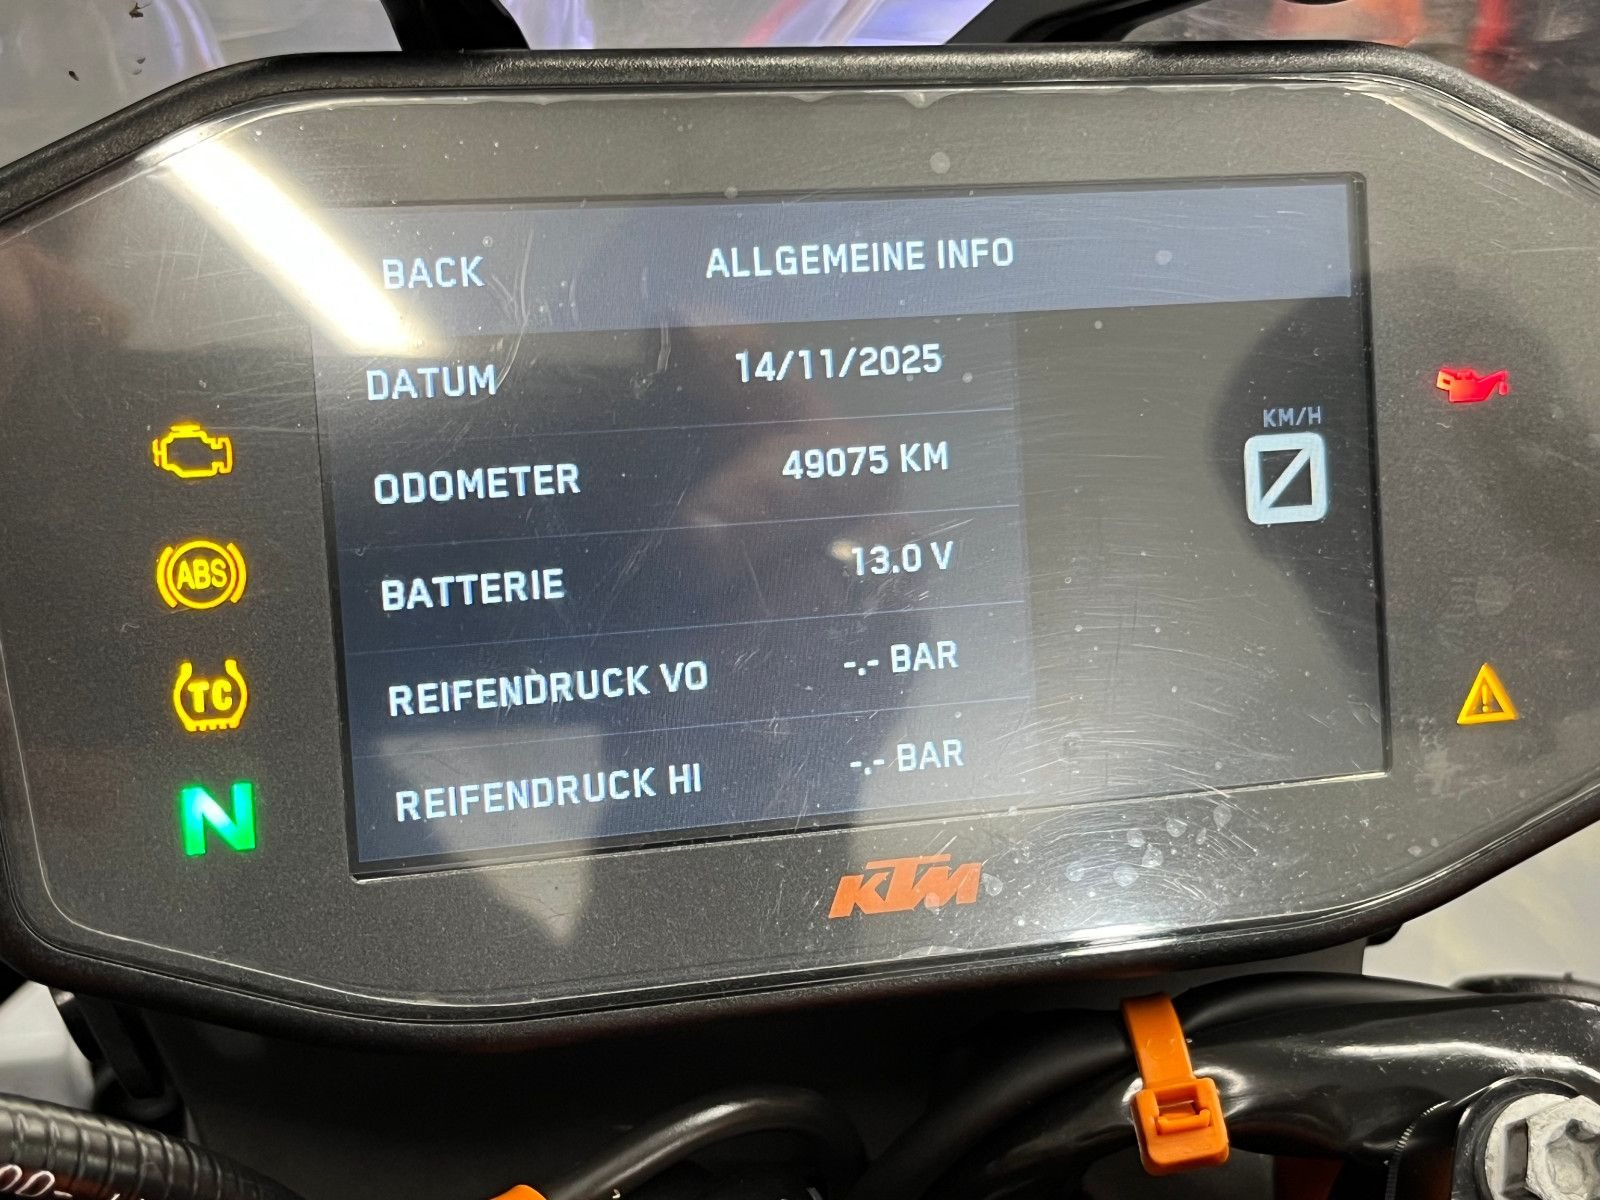 BACK
ALLGEMEINE INFO
DATUM 14/11/2025
ODOMETER 49075 KM
BATTERIE 13.0 V
REIFENDRUCK VO -.- BAR
REIFENDRUCK HI -.- BAR
KM/H
0
ABS
TC
N
KTM